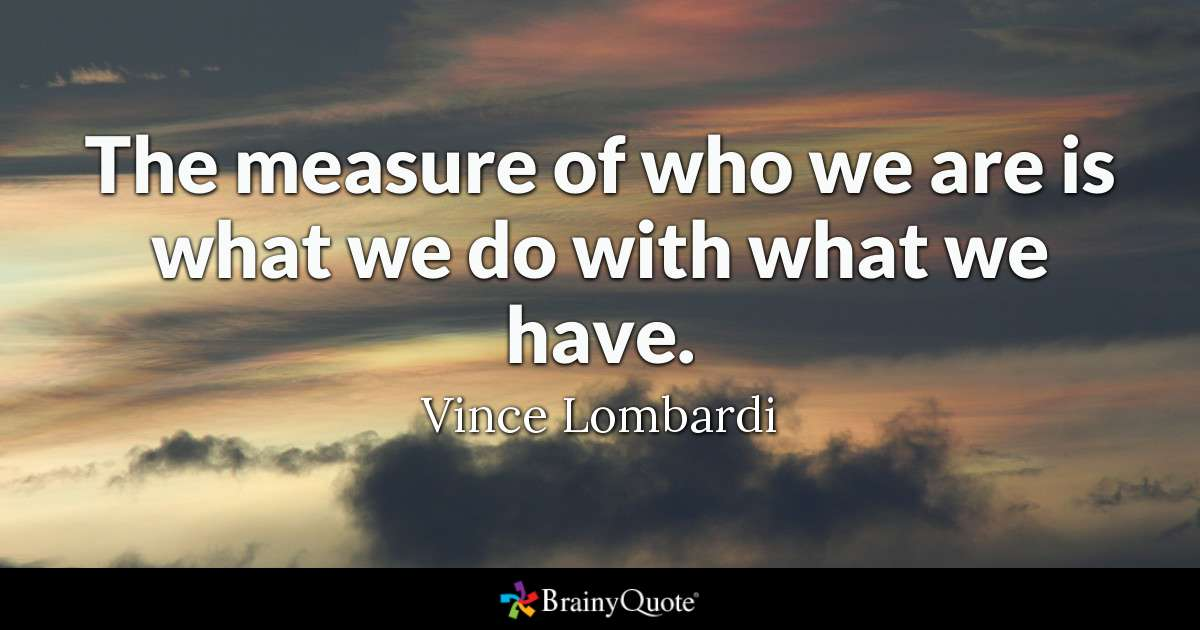 The measure of who we are is
what we do with what we
have.
Vince Lombardi
BrainyQuote®